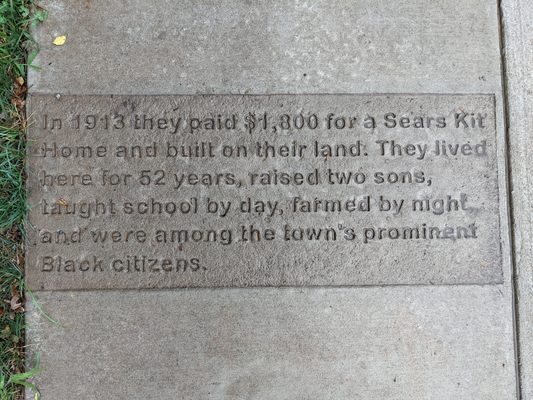 In 1913 they paid $1,800 for a Sears Kit
Home and built on their land. They lived
here for 52 years, raised two sons,
taught school by day, farmed by night,
and were among the town's prominent
Black citizens.